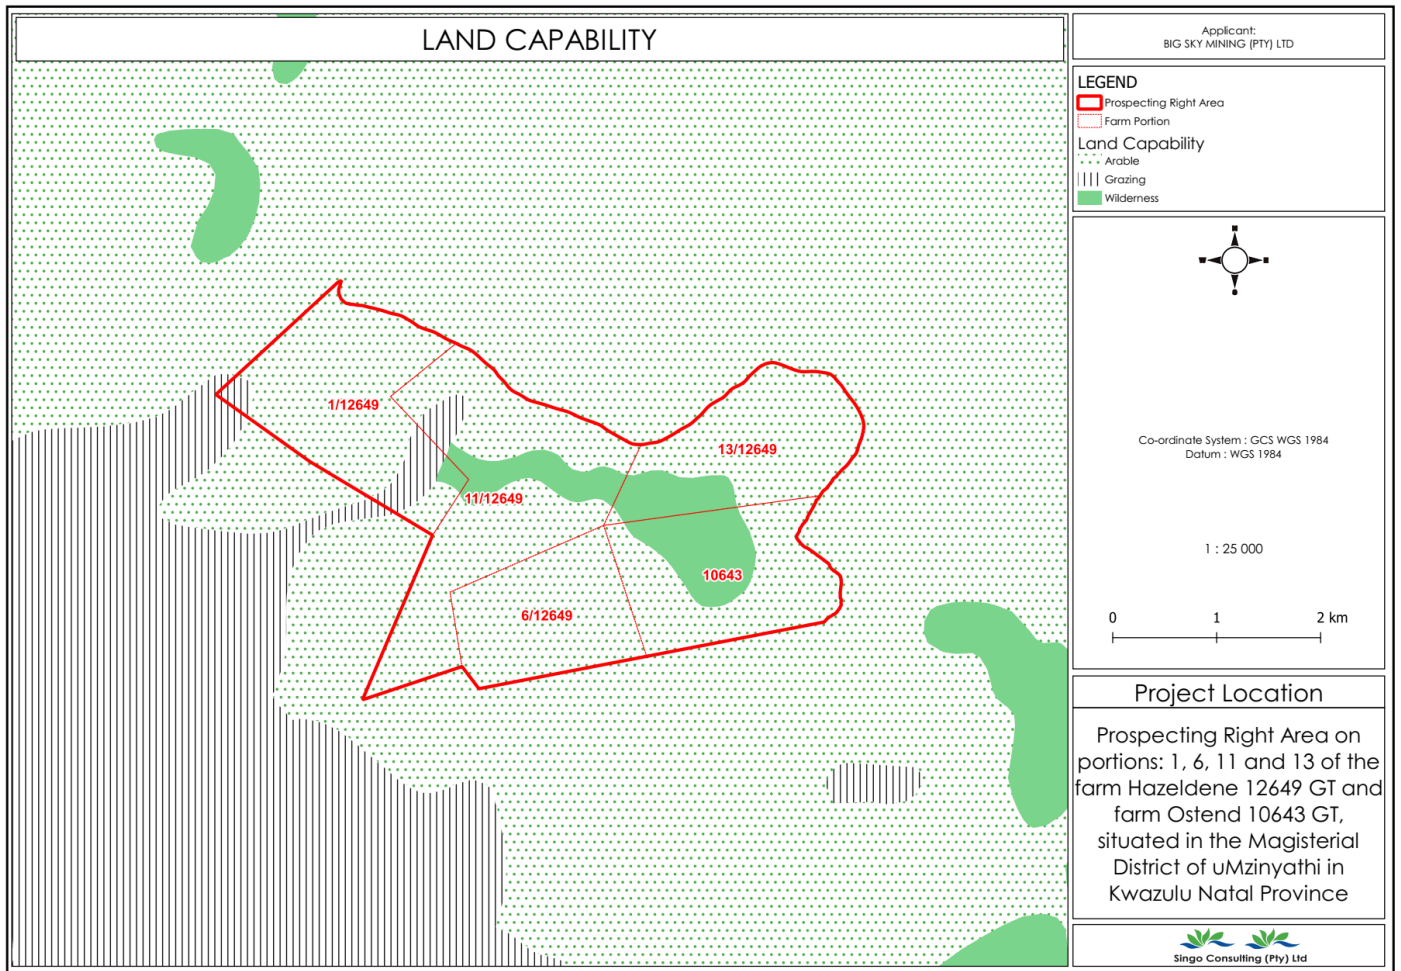 LAND CAPABILITY
Applicant:
BIG SKY MINING (PTY) LTD
LEGEND
Prospecting Right Area
Farm Portion
Land Capability
Arable
Grazing
Wilderness
1/12649
13/12649
11/12649
10643
6/12649
Co-ordinate System : GCS WGS 1984
Datum : WGS 1984
1 : 25 000
0 1 2 km
Project Location
Prospecting Right Area on
portions: 1, 6, 11 and 13 of the
farm Hazeldene 12649 GT and
farm Ostend 10643 GT,
situated in the Magisterial
District of uMzinyathi in
Kwazulu Natal Province
Singo Consulting (Pty) Ltd